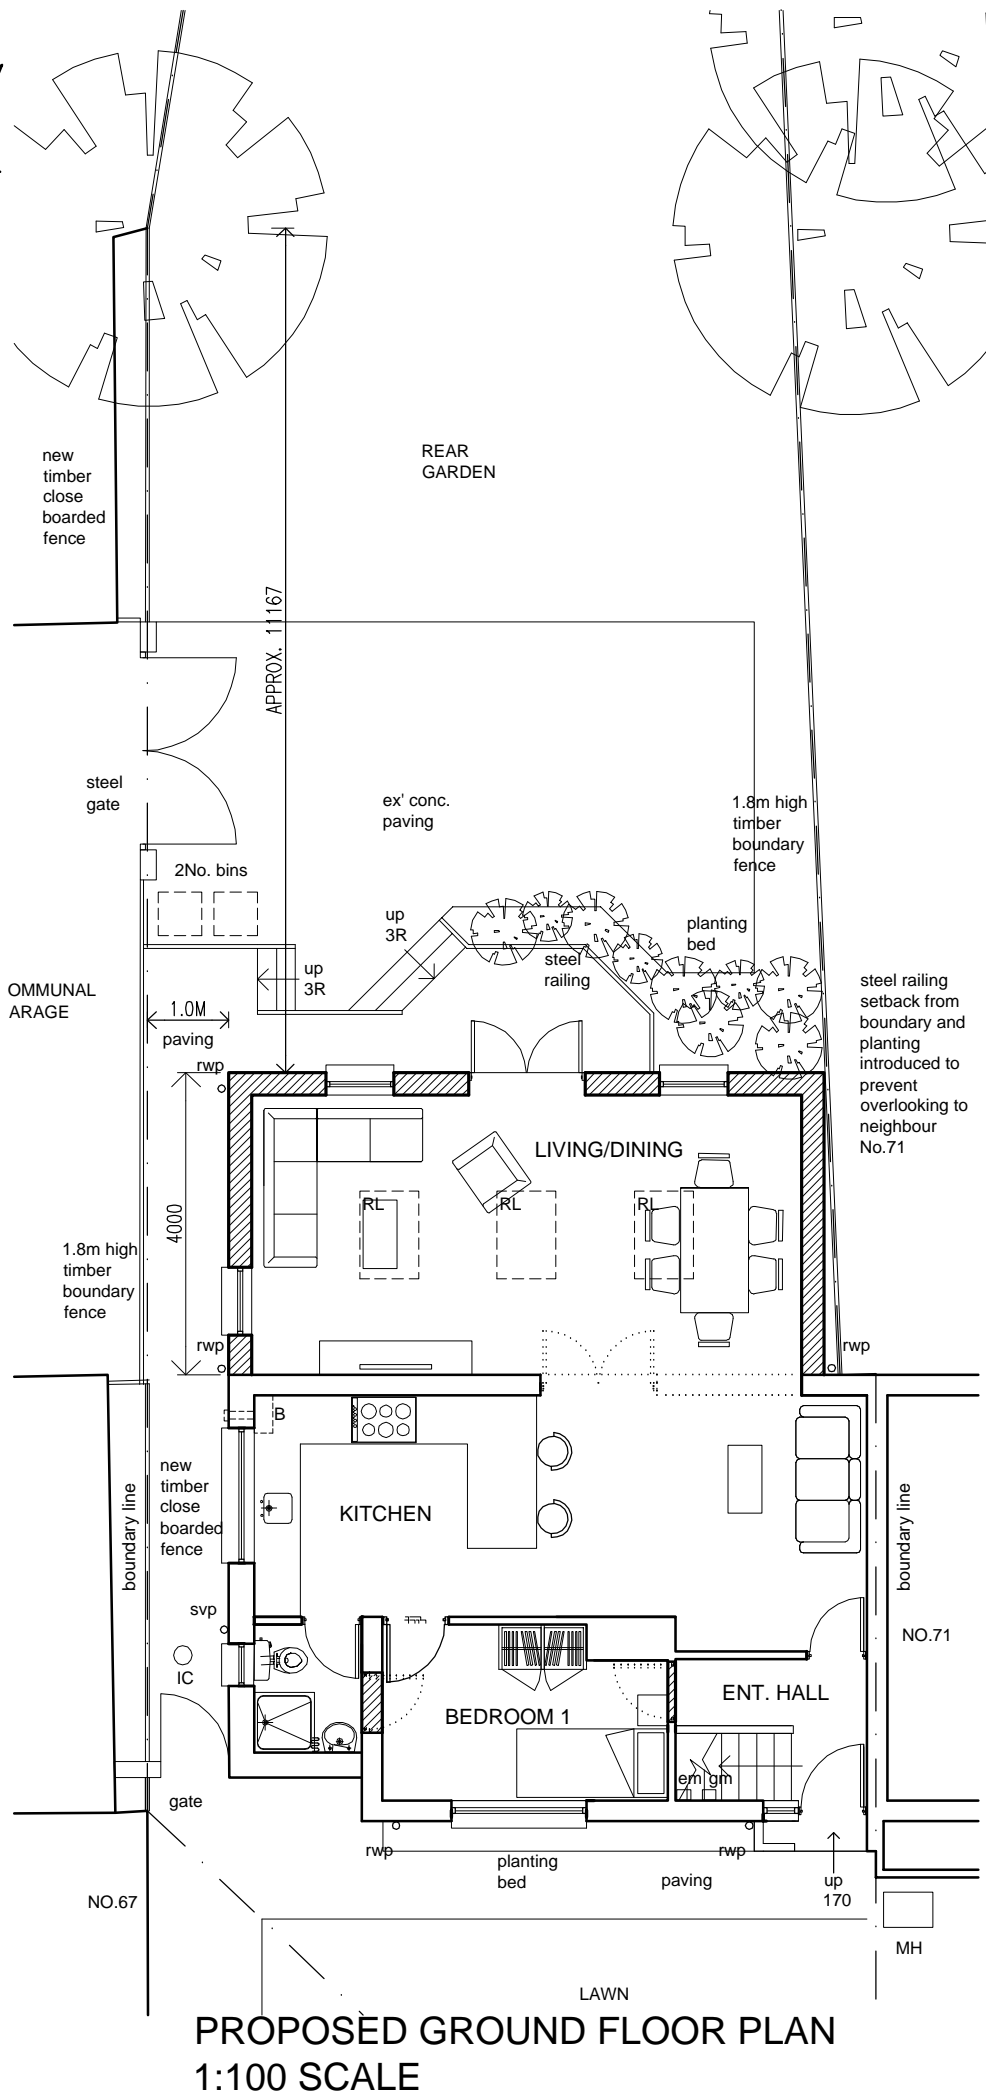 REAR
GARDEN
new
timber
close
boarded
fence
APPROX. 11167
steel
gate
ex' conc.
paving
1.8m high
timber
boundary
fence
2No. bins
up
3R
planting
bed
steel
railing
up
3R
OMMUNAL
ARAGE
1.0M
paving
rwp
steel railing
setback from
boundary and
planting
introduced to
prevent
overlooking to
neighbour
No.71
LIVING/DINING
RL
RL
RL
4000
1.8m high
timber
boundary
fence
rwp
rwp
B
new
timber
close
boarded
fence
boundary line
KITCHEN
boundary line
svp
NO.71
IC
ENT. HALL
BEDROOM 1
em gm
gate
rwp
rwp
planting
bed
paving
up
170
NO.67
MH
LAWN
PROPOSED GROUND FLOOR PLAN
1:100 SCALE